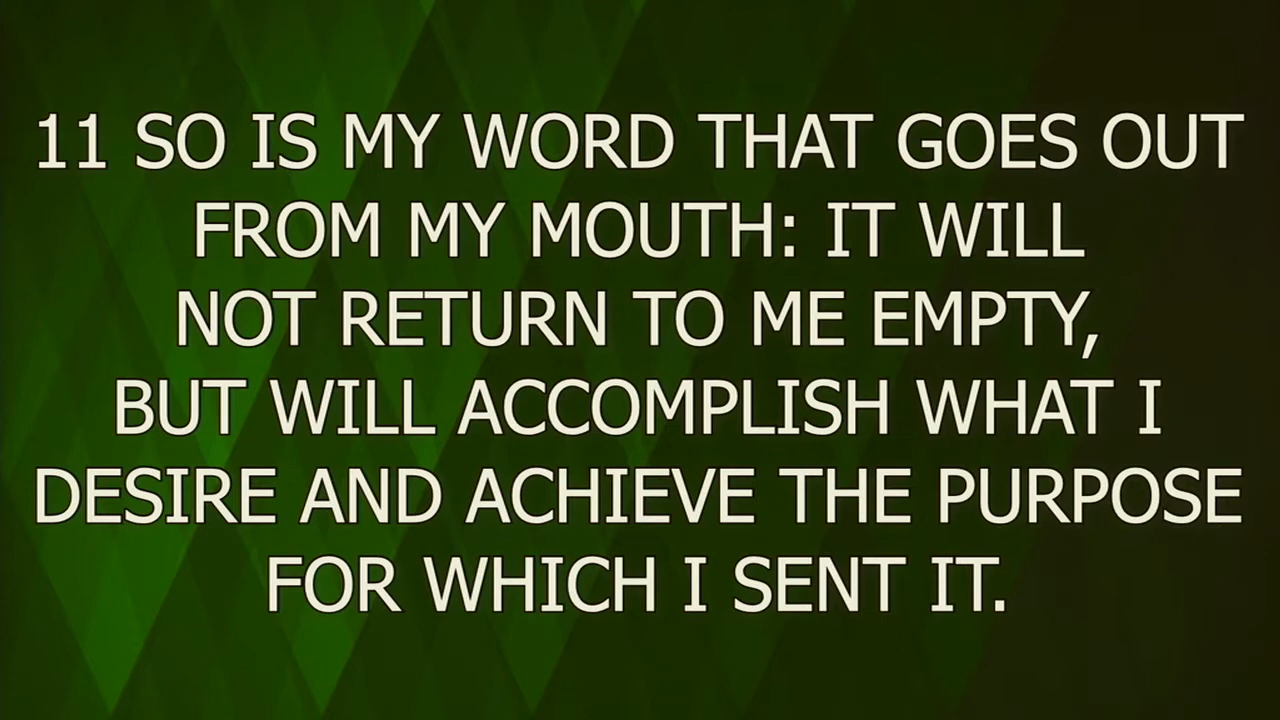 11 SO IS MY WORD THAT GOES OUT
FROM MY MOUTH: IT WILL
NOT RETURN TO ME EMPTY,
BUT WILL ACCOMPLISH WHAT I
DESIRE AND ACHIEVE THE PURPOSE
FOR WHICH I SENT IT.